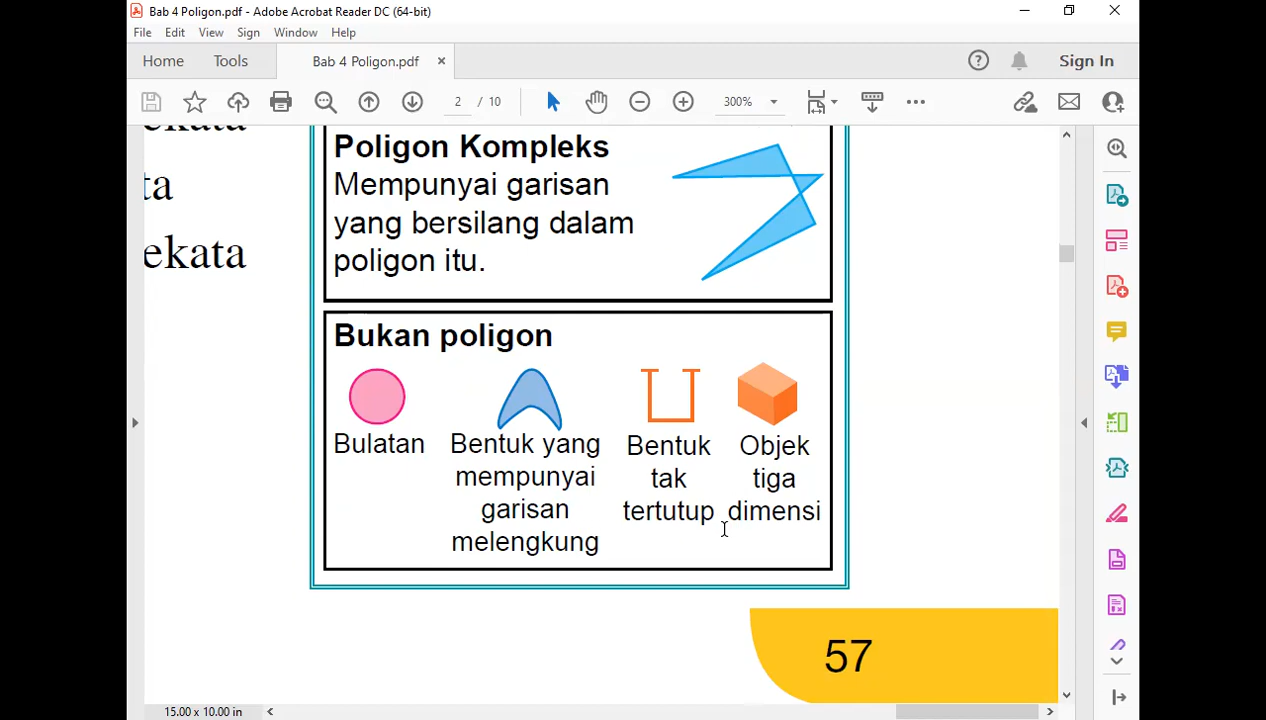 Bab 4 Poligon.pdf - Adobe Acrobat Reader DC (64-bit)
File Edit View Sign Window Help
Home Tools Bab 4 Poligon.pdf × Sign In
2 / 10 300%
ta
ekata
Poligon Kompleks
Mempunyai garisan
yang bersilang dalam
poligon itu.
Bukan poligon
Bulatan
Bentuk yang
mempunyai
garisan
melengkung
Bentuk
tak
tertutup
Objek
tiga
dimensi
57
15.00 x 10.00 in